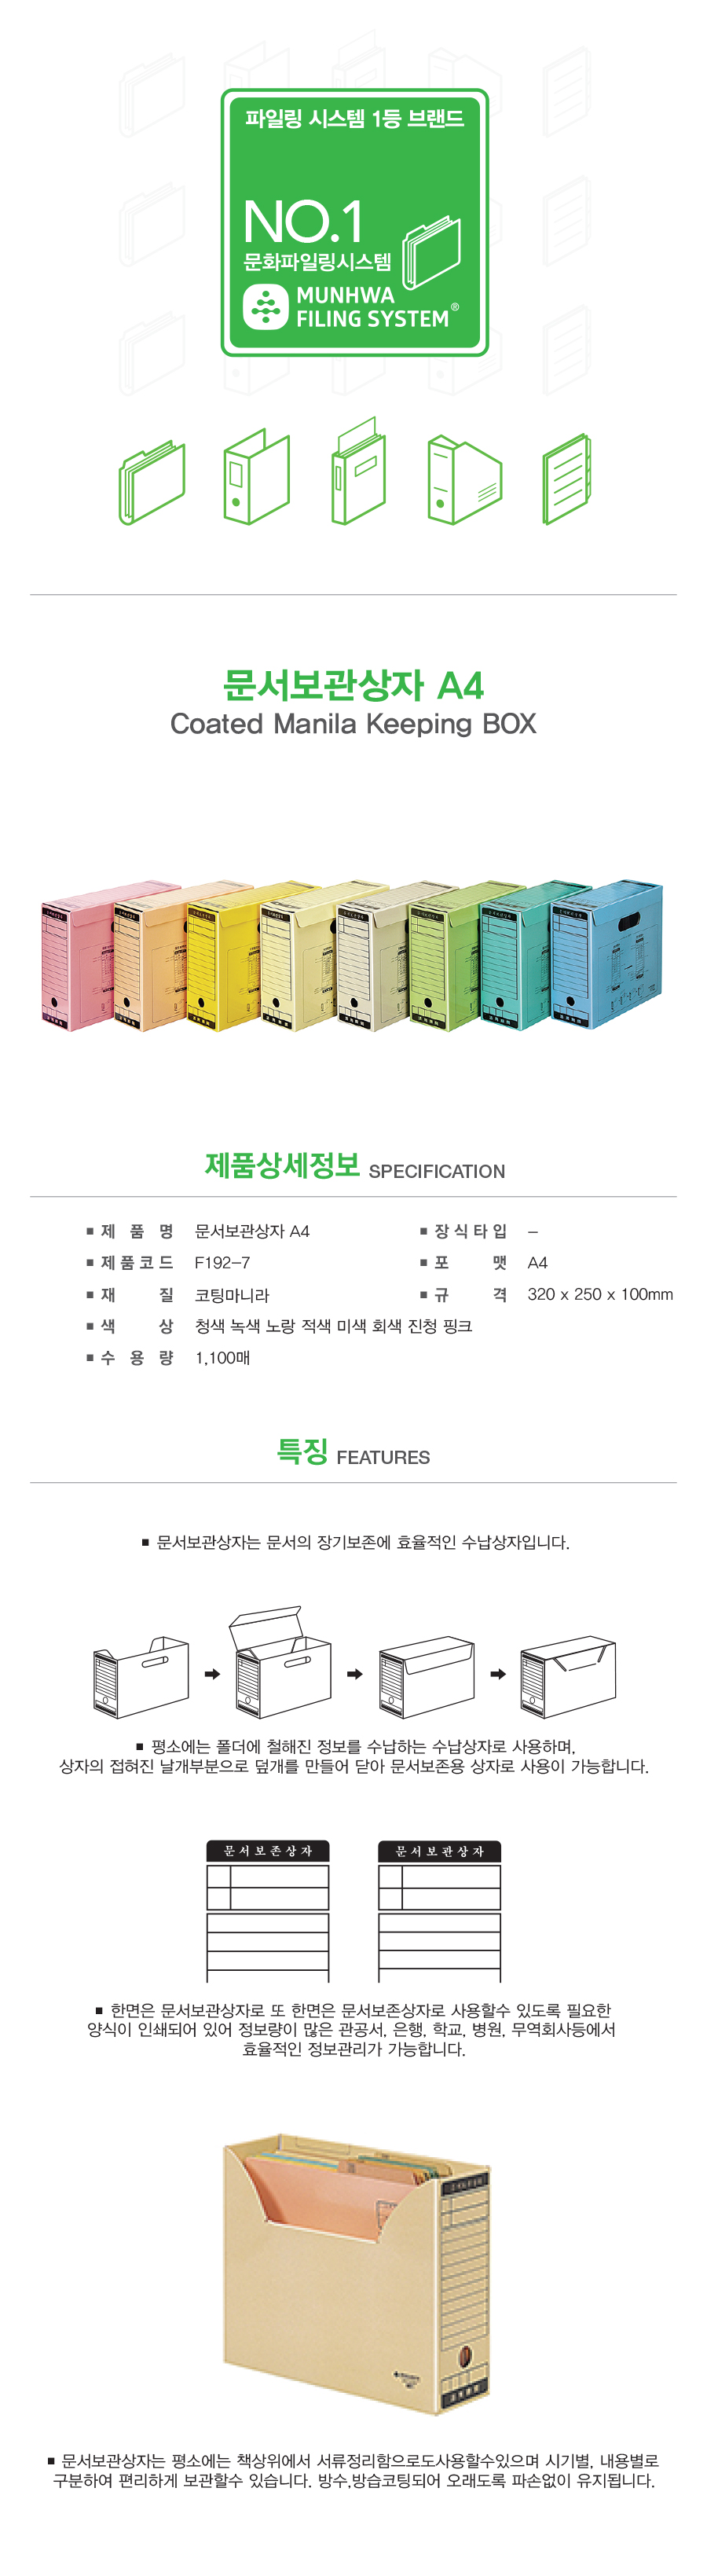 파일링 시스템 1등 브랜드
NO.1
문화파일링시스템
MUNHWA
FILING SYSTEM®
문서보관상자 A4
Coated Manila Keeping BOX
제품상세정보 SPECIFICATION
■ 제 품 명 문서보관상자 A4
■ 장식타입 –
■ 제품코드 F192-7
■ 포 맷 A4
■ 재 질 코팅마니라
■ 규 격 320 x 250 x 100mm
■ 색 상 청색 녹색 노랑 적색 미색 회색 진청 핑크
■ 수 용 량 1,100매
특징 FEATURES
■ 문서보관상자는 문서의 장기보존에 효율적인 수납상자입니다.
■ 평소에는 폴더에 철해진 정보를 수납하는 수납상자로 사용하며,
상자의 접혀진 날개부분으로 덮개를 만들어 닫아 문서보존용 상자로 사용이 가능합니다.
문서보존상자
문서보관상자
■ 한면은 문서보관상자로 또 한면은 문서보존상자로 사용할수 있도록 필요한
양식이 인쇄되어 있어 정보량이 많은 관공서, 은행, 학교, 병원, 무역회사등에서
효율적인 정보관리가 가능합니다.
■ 문서보관상자는 평소에는 책상위에서 서류정리함으로도사용할수있으며 시기별, 내용별로
구분하여 편리하게 보관할수 있습니다. 방수,방습코팅되어 오래도록 파손없이 유지됩니다.